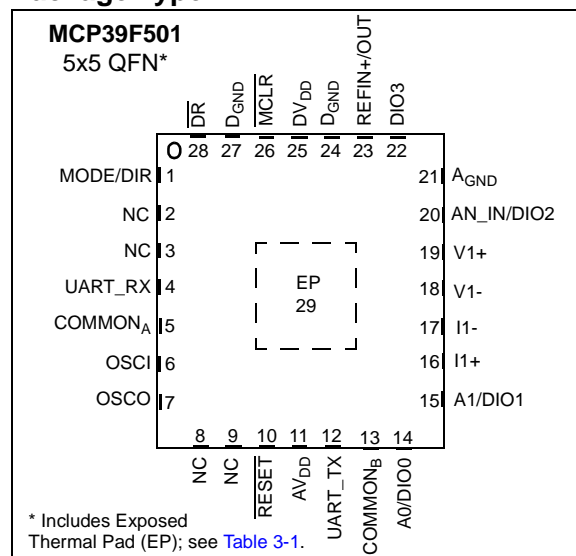 Package Type
MCP39F501
5x5 QFN*
DR
DGND
MCLR
DVDD
DGND
REFIN+/OUT
DIO3
28 27 26 25 24 23 22
MODE/DIR 1
NC 2
NC 3
UART_RX 4
COMMONA 5
OSCI 6
OSCO 7
EP
29
21 AGND
20 AN_IN/DIO2
19 V1+
18 V1-
17 I1-
16 I1+
15 A1/DIO1
8 9 10 11 12 13 14
NC
NC
RESET
AVDD
UART_TX
COMMONB
A0/DIO0
* Includes Exposed
Thermal Pad (EP); see Table 3-1.